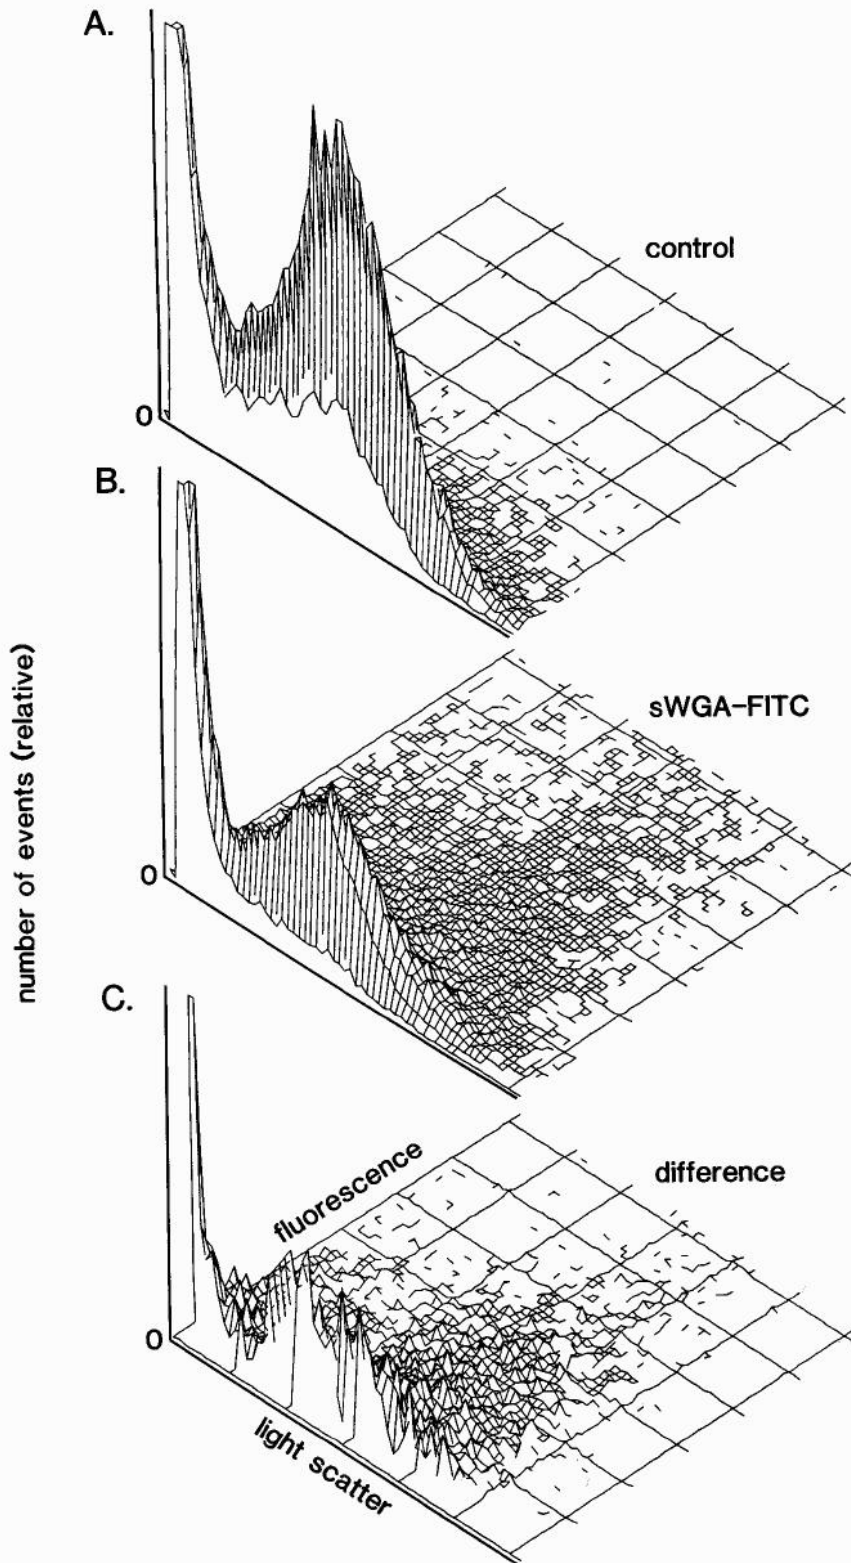 A.
control
0
B.
sWGA-FITC
number of events (relative)
0
C.
fluorescence
difference
0
light scatter